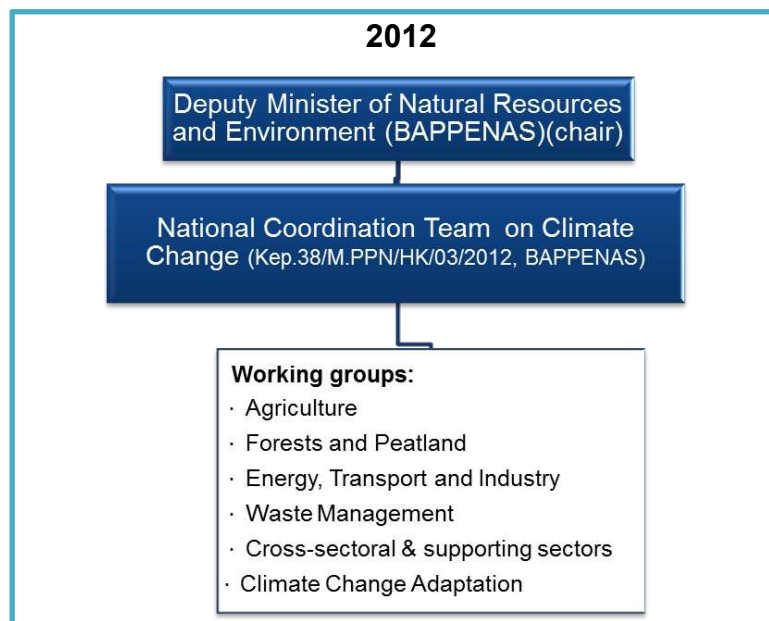 2012
Deputy Minister of Natural Resources
and Environment (BAPPENAS)(chair)
National Coordination Team on Climate
Change (Kep.38/M.PPN/HK/03/2012, BAPPENAS)
Working groups:
· Agriculture
· Forests and Peatland
· Energy, Transport and Industry
· Waste Management
· Cross-sectoral & supporting sectors
· Climate Change Adaptation